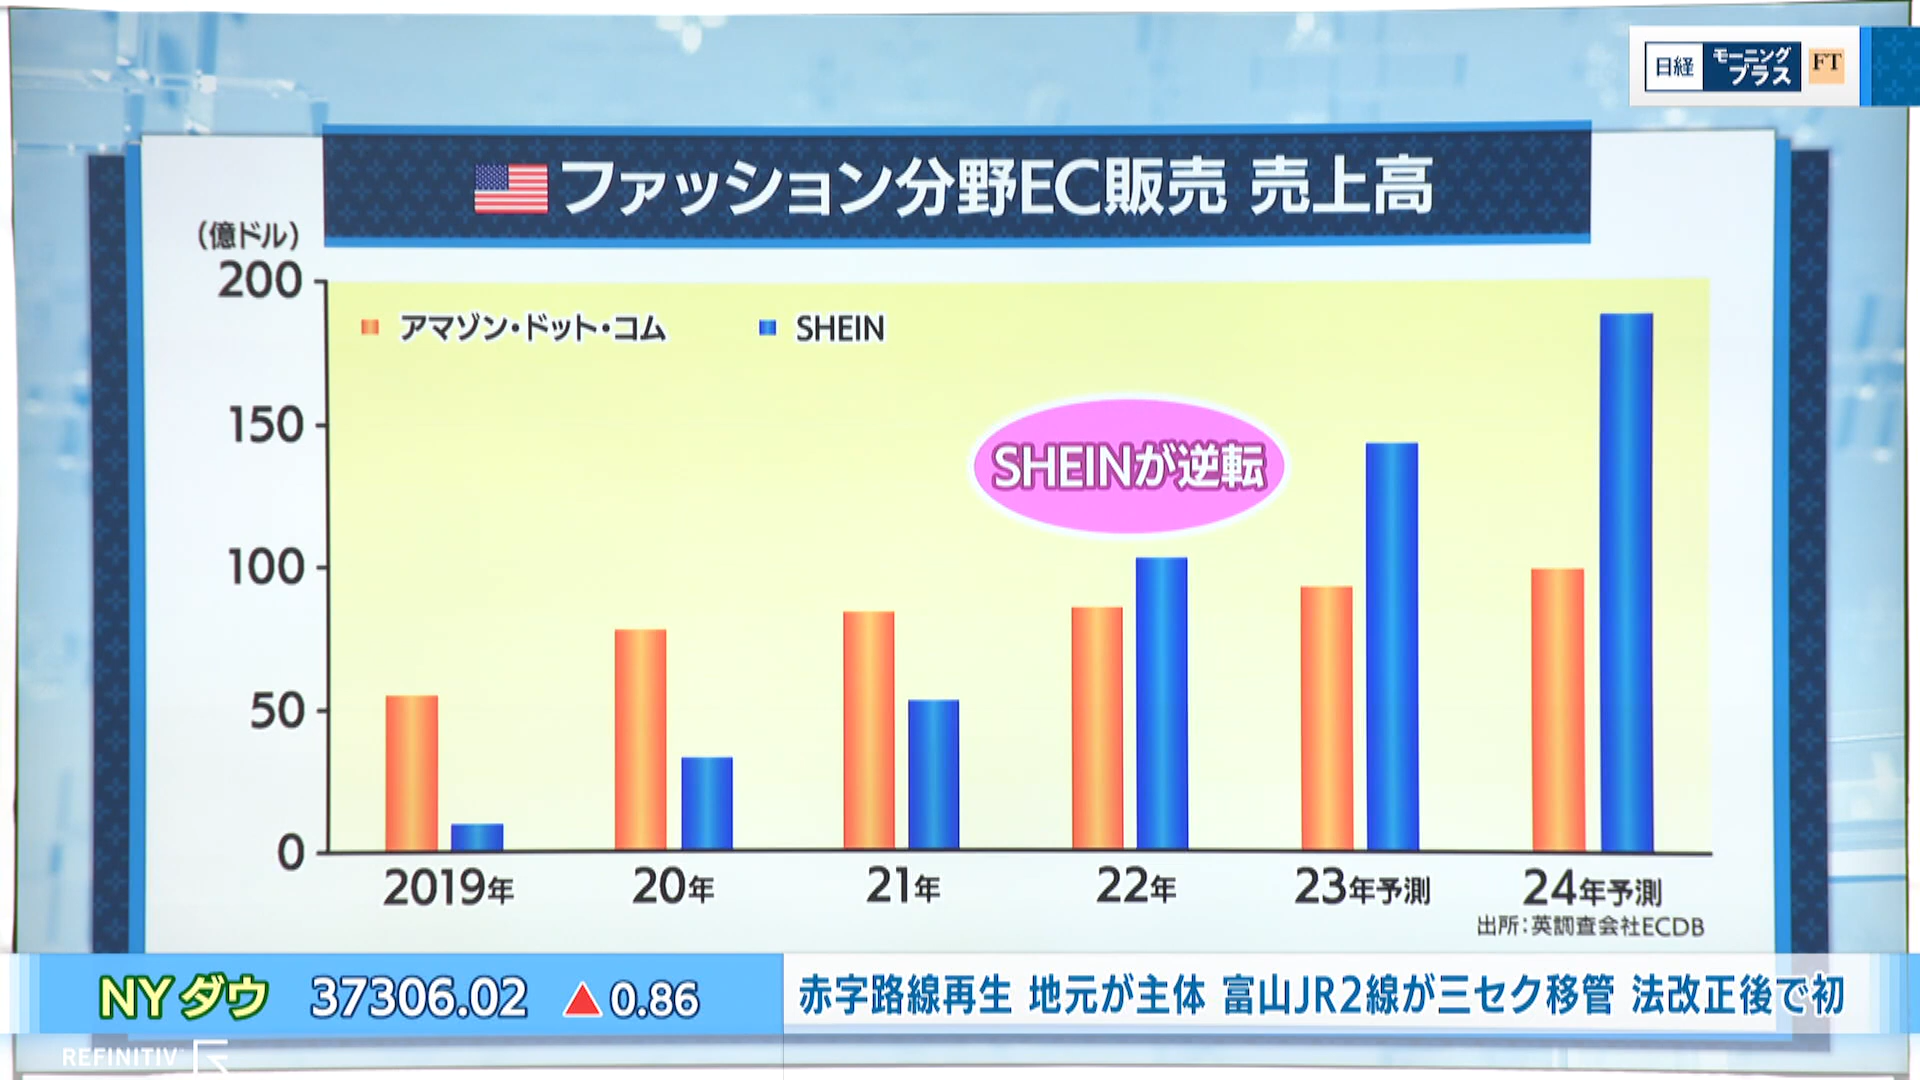 日経
モーニング
プラス
FT
ファッション分野EC販売 売上高
(億ドル)
200
150
100
50
0
アマゾン・ドット・コム
SHEIN
SHEINが逆転
2019年
20年
21年
22年
23年予測
24年予測
出所:英調査会社ECDB
NYダウ 37306.02 ▲0.86
赤字路線再生 地元が主体 富山JR2線が三セク移管 法改正後で初
REFINITIV